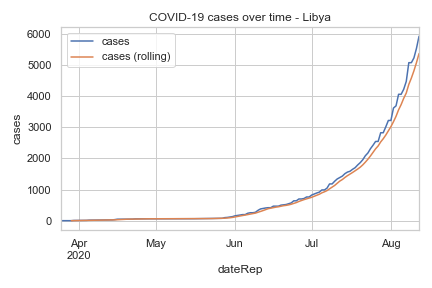 COVID-19 cases over time - Libya
cases
cases (rolling)
6000
5000
4000
3000
2000
1000
0
cases
Apr
2020
May
Jun
Jul
Aug
dateRep